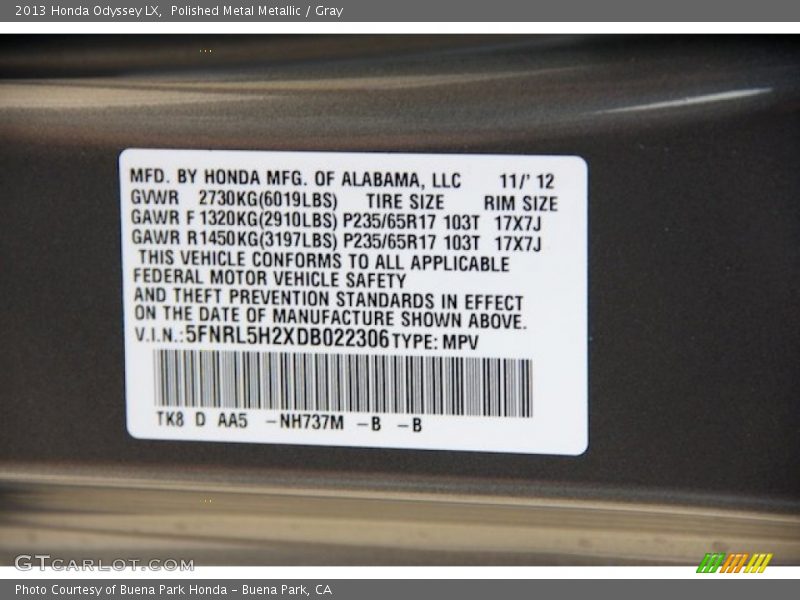 2013 Honda Odyssey LX,  Polished Metal Metallic / Gray
MFD. BY HONDA MFG. OF ALABAMA, LLC 11/' 12
GVWR 2730KG(6019LBS) TIRE SIZE RIM SIZE
GAWR F 1320KG(2910LBS) P235/65R17 103T 17X7J
GAWR R1450KG(3197LBS) P235/65R17 103T 17X7J
THIS VEHICLE CONFORMS TO ALL APPLICABLE
FEDERAL MOTOR VEHICLE SAFETY
AND THEFT PREVENTION STANDARDS IN EFFECT
ON THE DATE OF MANUFACTURE SHOWN ABOVE.
V.I.N.:5FNRL5H2XDB022306 TYPE: MPV
TK8 D AA5 -NH737M -B -B
GTCARLOT.COM
Photo Courtesy of Buena Park Honda – Buena Park, CA